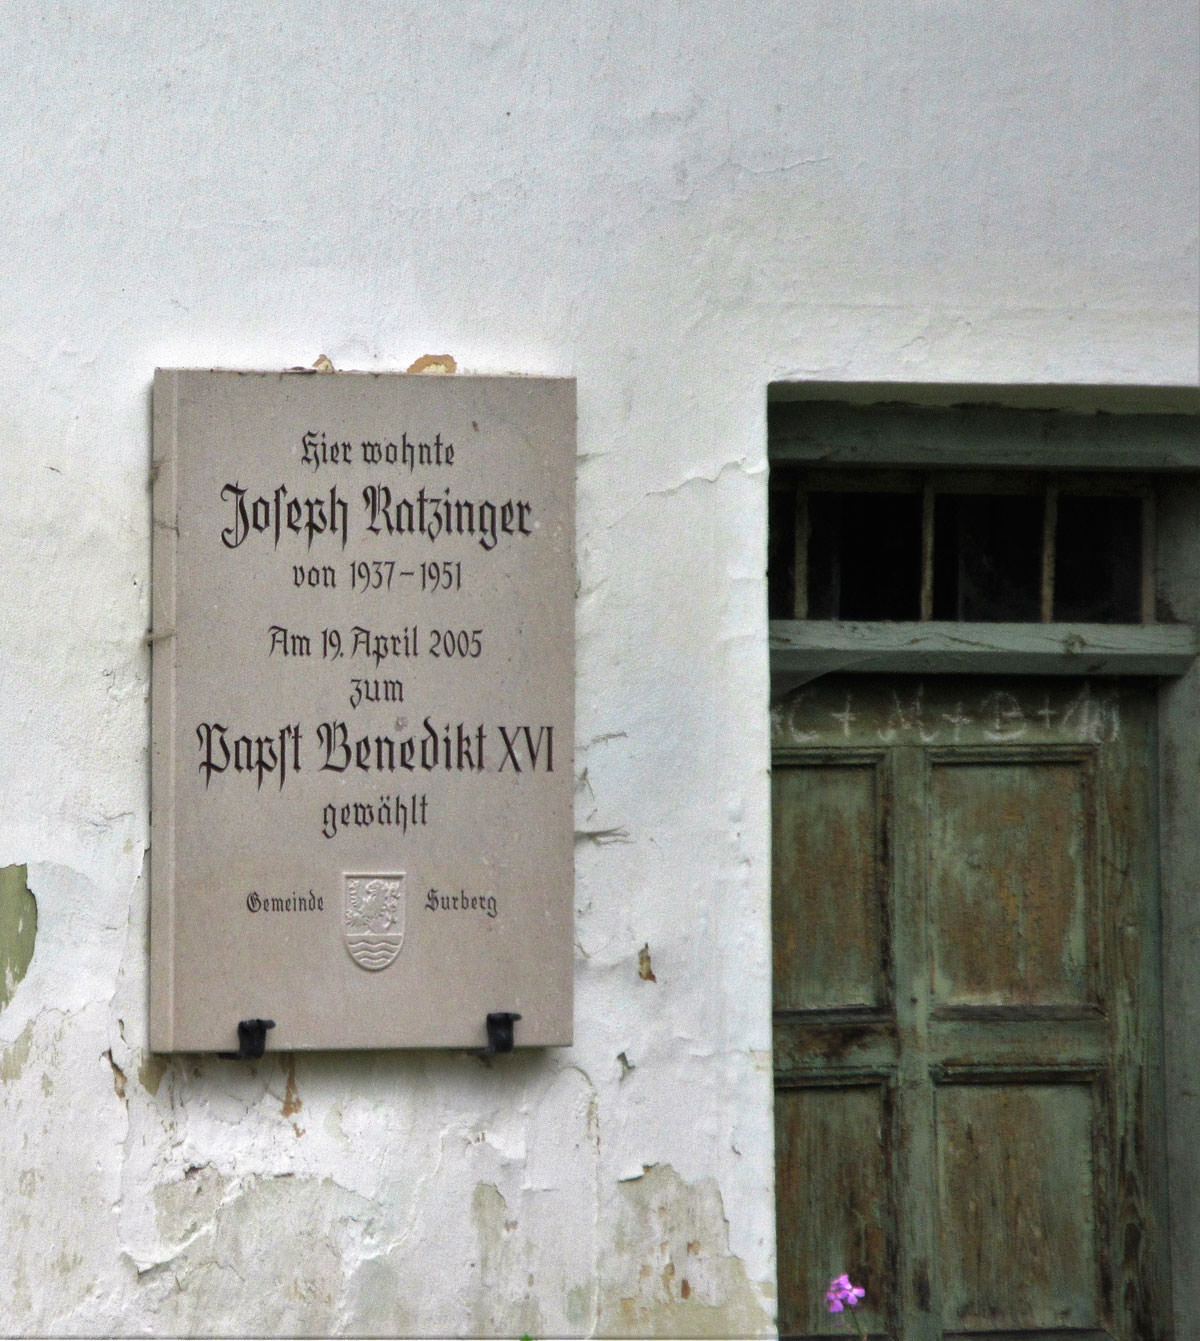 Hier wohnte
Joseph Ratzinger
von 1937–1951
Am 19. April 2005
zum
Papst Benedikt XVI
gewählt
Gemeinde Surberg
C + M + B +